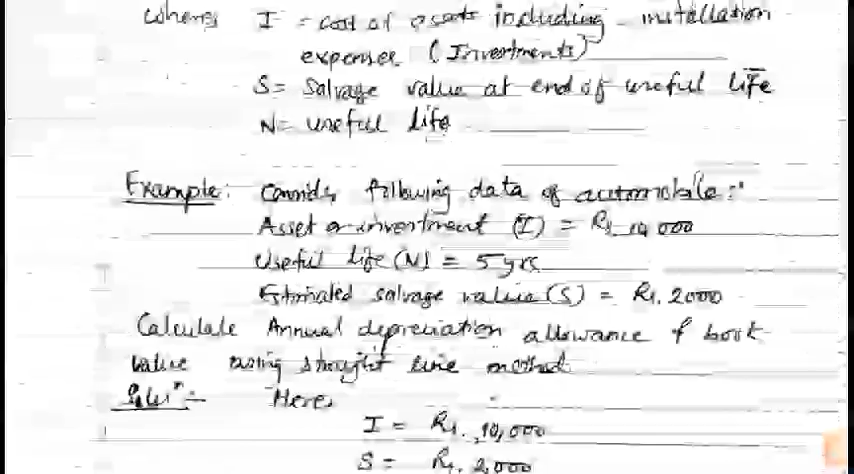 where, I = cost of assets including installation
expenses (Investments)
S = Salvage value at end of useful life
N = useful life
Example: Consider following data of automobile:-
Asset or investment (I) = Rs. 10,000
Useful life (N) = 5 yrs
Estimated salvage value (S) = Rs. 2000
Calculate Annual depreciation allowance & book
value using straight line method
Solnⁿ:- Here,
I = Rs. 10,000
S = Rs. 2,000